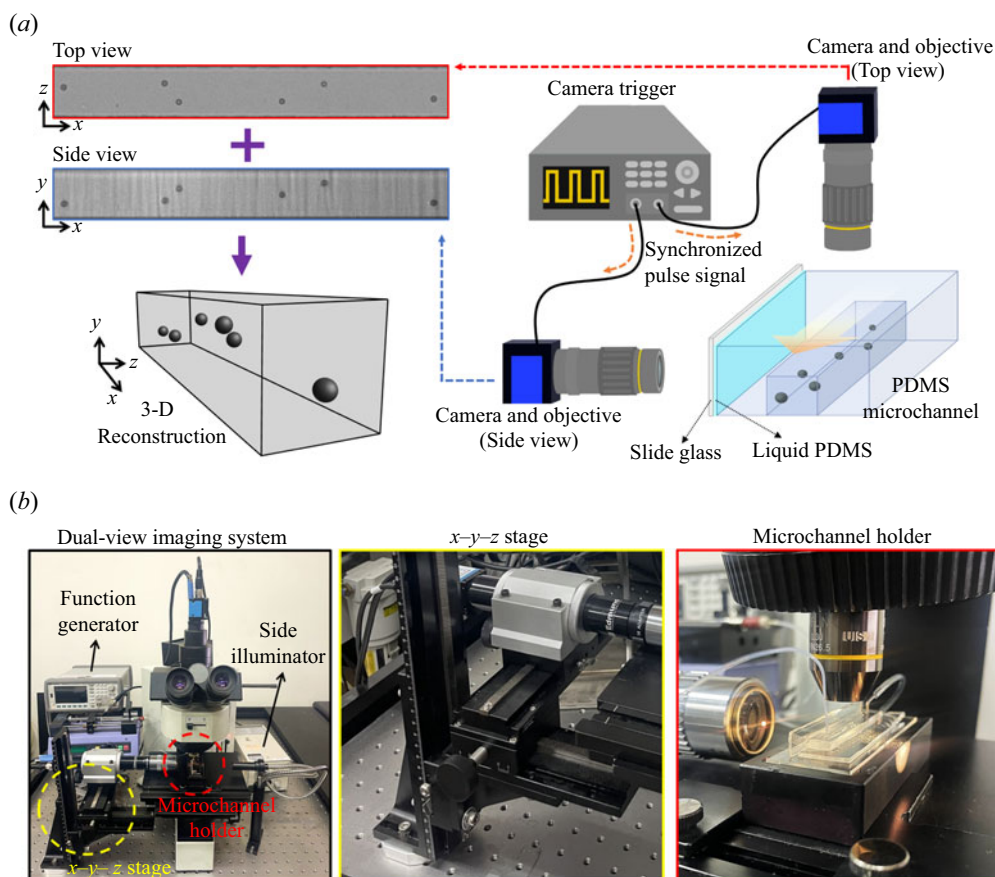 (a)
Top view
z
x
Side view
y
x
y
z
x
3-D
Reconstruction
Camera trigger
Camera and objective
(Top view)
Synchronized
pulse signal
Camera and objective
(Side view)
PDMS
microchannel
Slide glass
Liquid PDMS
(b)
Dual-view imaging system
x–y–z stage
Microchannel holder
Function
generator
Side
illuminator
Microchannel
holder
x–y– z stage
UIS